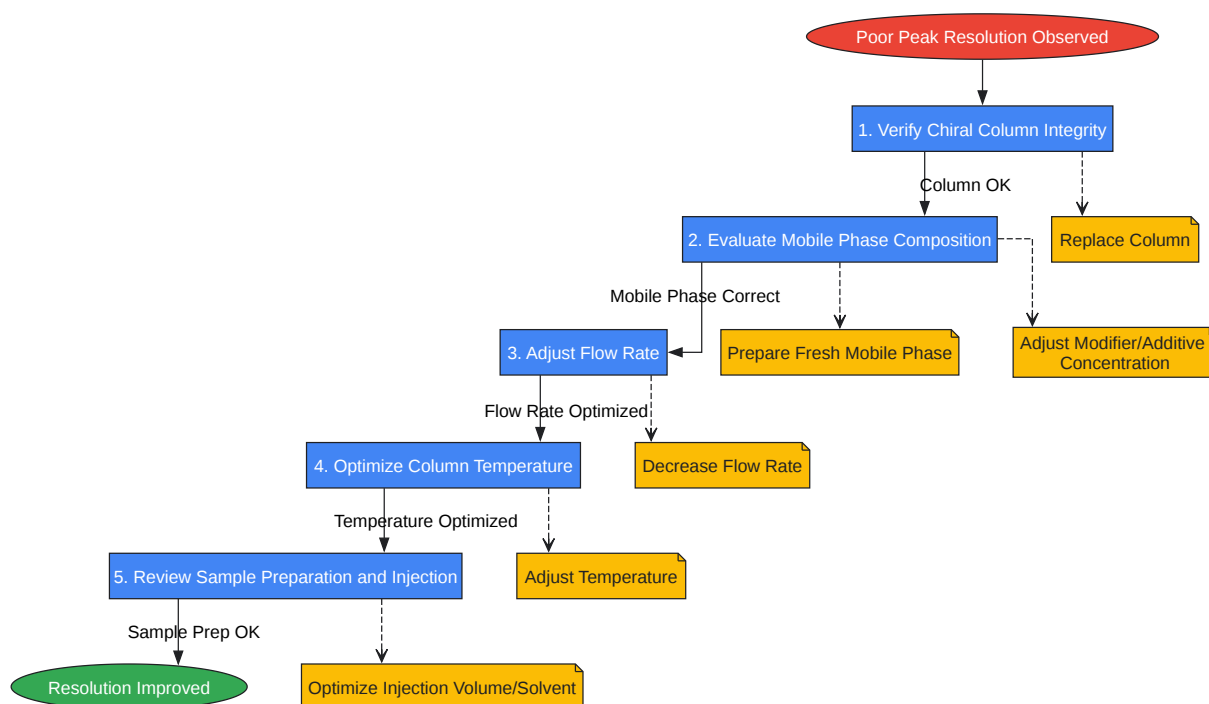 Poor Peak Resolution Observed
1. Verify Chiral Column Integrity
Column OK
2. Evaluate Mobile Phase Composition
Replace Column
Mobile Phase Correct
3. Adjust Flow Rate
Prepare Fresh Mobile Phase
Adjust Modifier/Additive
Concentration
Flow Rate Optimized
4. Optimize Column Temperature
Decrease Flow Rate
Temperature Optimized
5. Review Sample Preparation and Injection
Adjust Temperature
Sample Prep OK
Resolution Improved
Optimize Injection Volume/Solvent